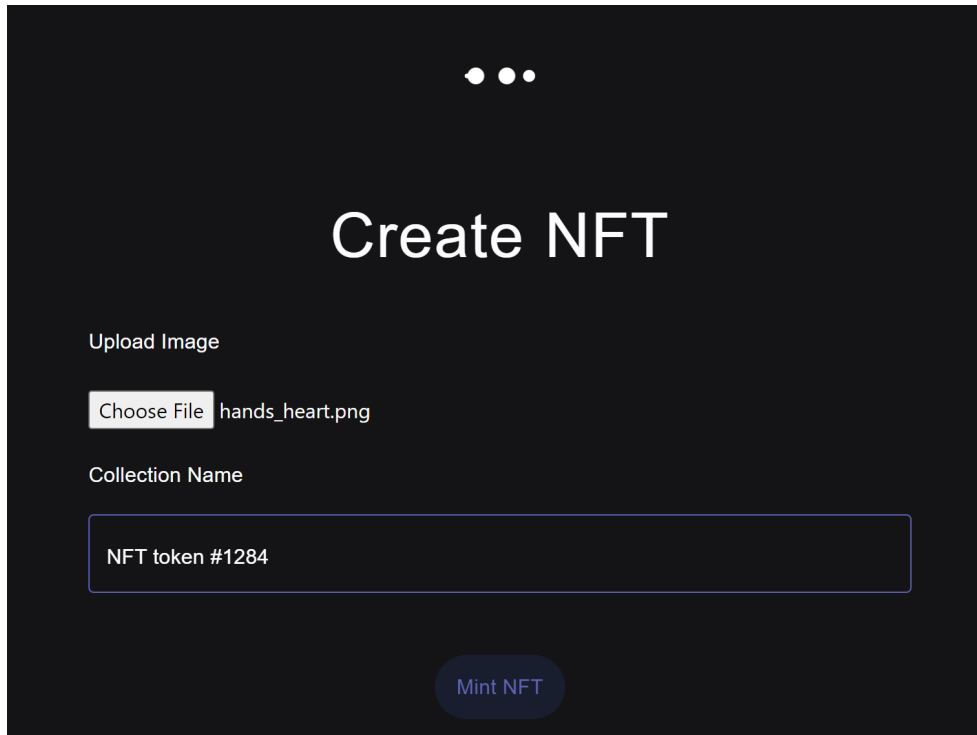 Create NFT
Upload Image
Choose File hands_heart.png
Collection Name
NFT token #1284
Mint NFT